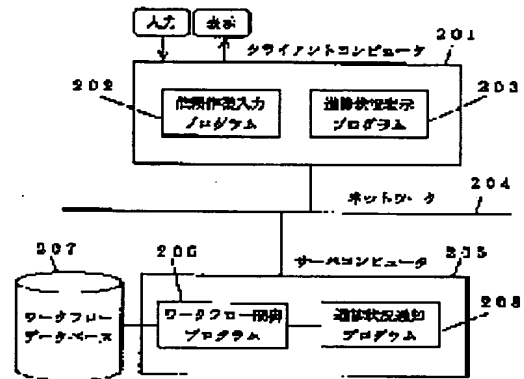 入力
表示
201
クライアントコンピュータ
202
依頼作業入力
プログラム
進捗状況表示
プログラム
203
ネットワーク
204
207
206
サーバコンピュータ
205
ワークフロー
データベース
ワークフロー制御
プログラム
進捗状況通知
プログラム
208